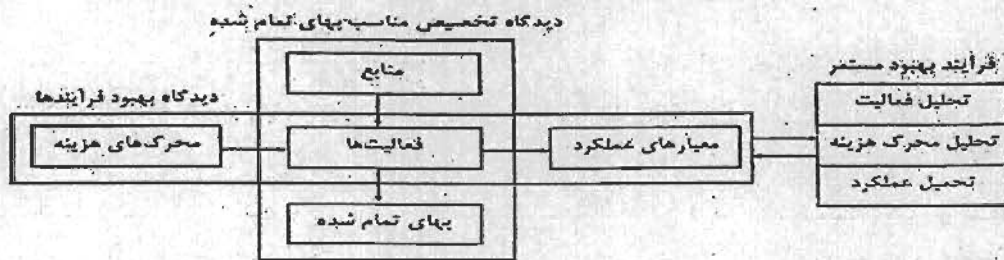 دیدگاه تخصیص مناسب بهای تمام شده
منابع
دیدگاه بهبود فرآیندها
محرک‌های هزینه
فعالیت‌ها
معیارهای عملکرد
بهای تمام شده
فرآیند بهبود مستمر
تحلیل فعالیت
تحلیل محرک هزینه
تحلیل عملکرد